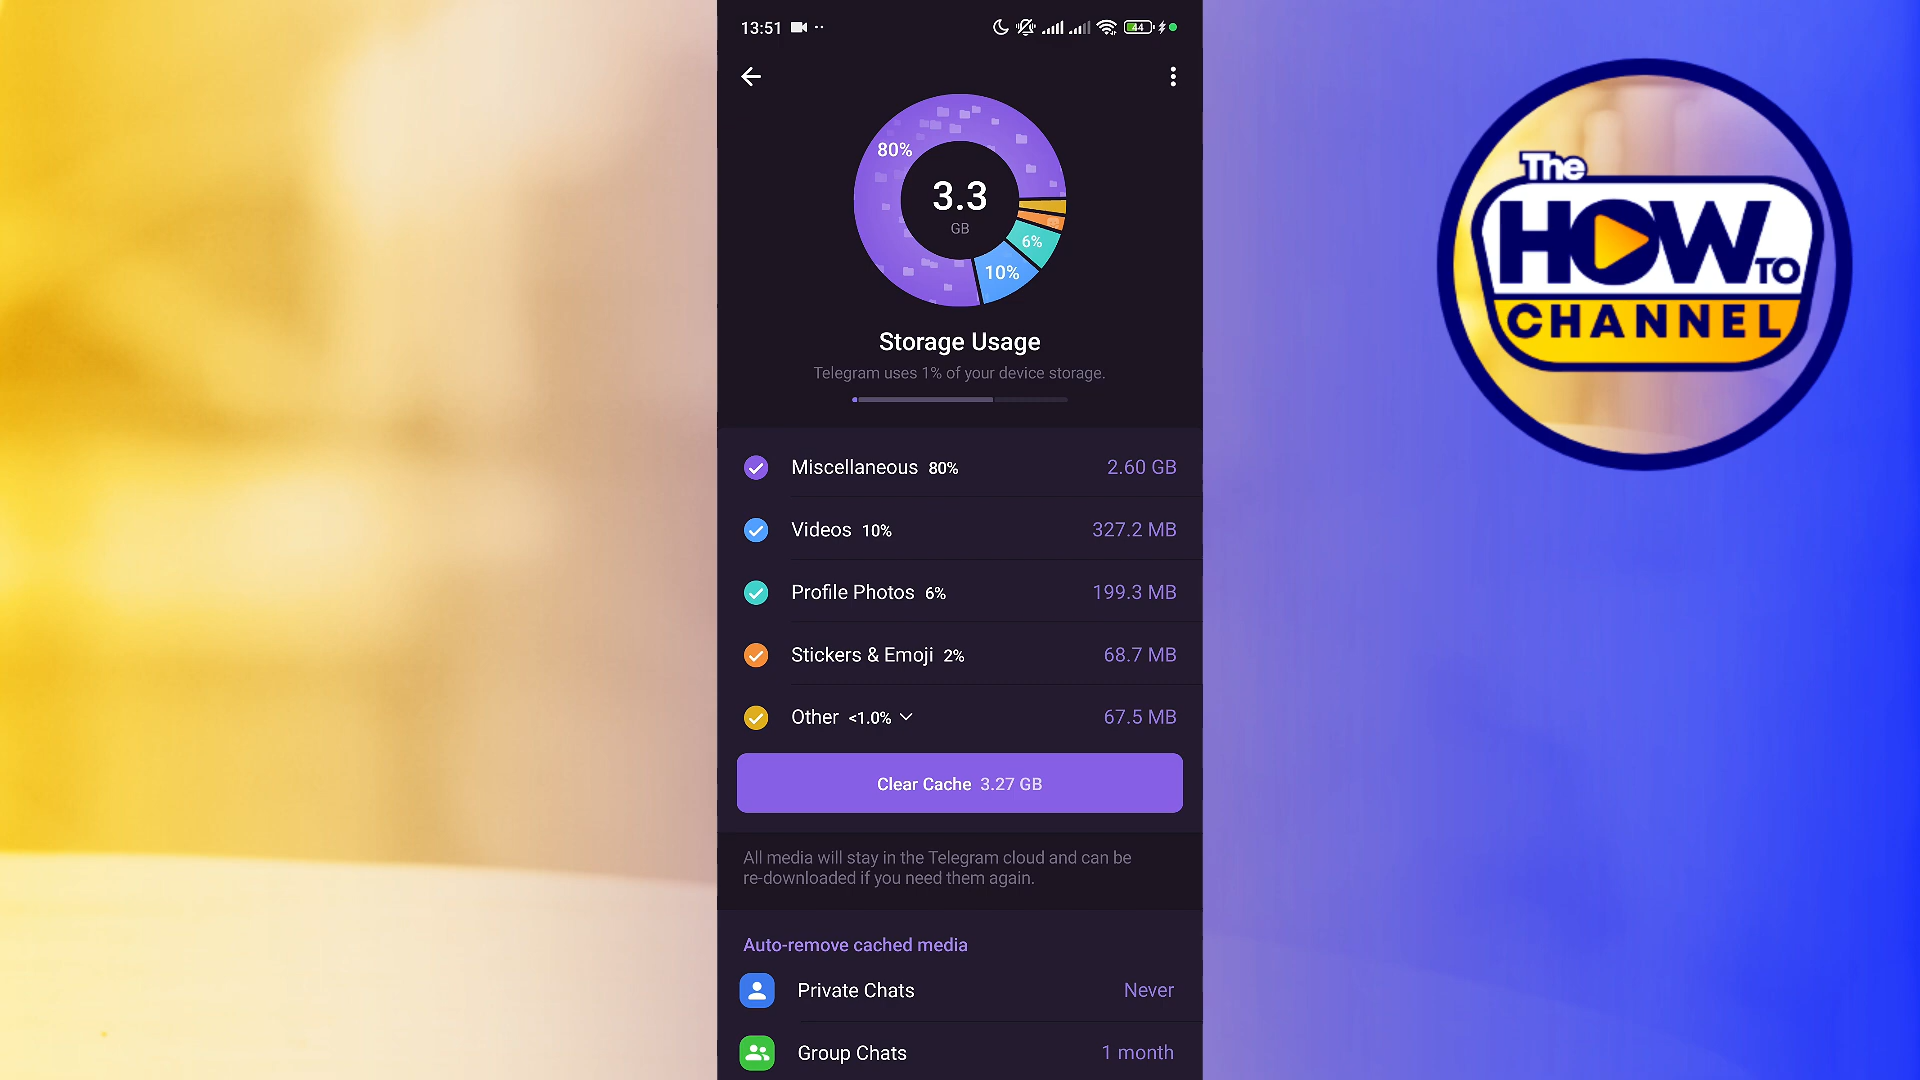 13:51
44
80%
3.3
GB
6%
10%
Storage Usage
Telegram uses 1% of your device storage.
Miscellaneous 80% 2.60 GB
Videos 10% 327.2 MB
Profile Photos 6% 199.3 MB
Stickers & Emoji 2% 68.7 MB
Other <1.0% 67.5 MB
Clear Cache 3.27 GB
All media will stay in the Telegram cloud and can be
re-downloaded if you need them again.
Auto-remove cached media
Private Chats Never
Group Chats 1 month
The
HOW TO
CHANNEL